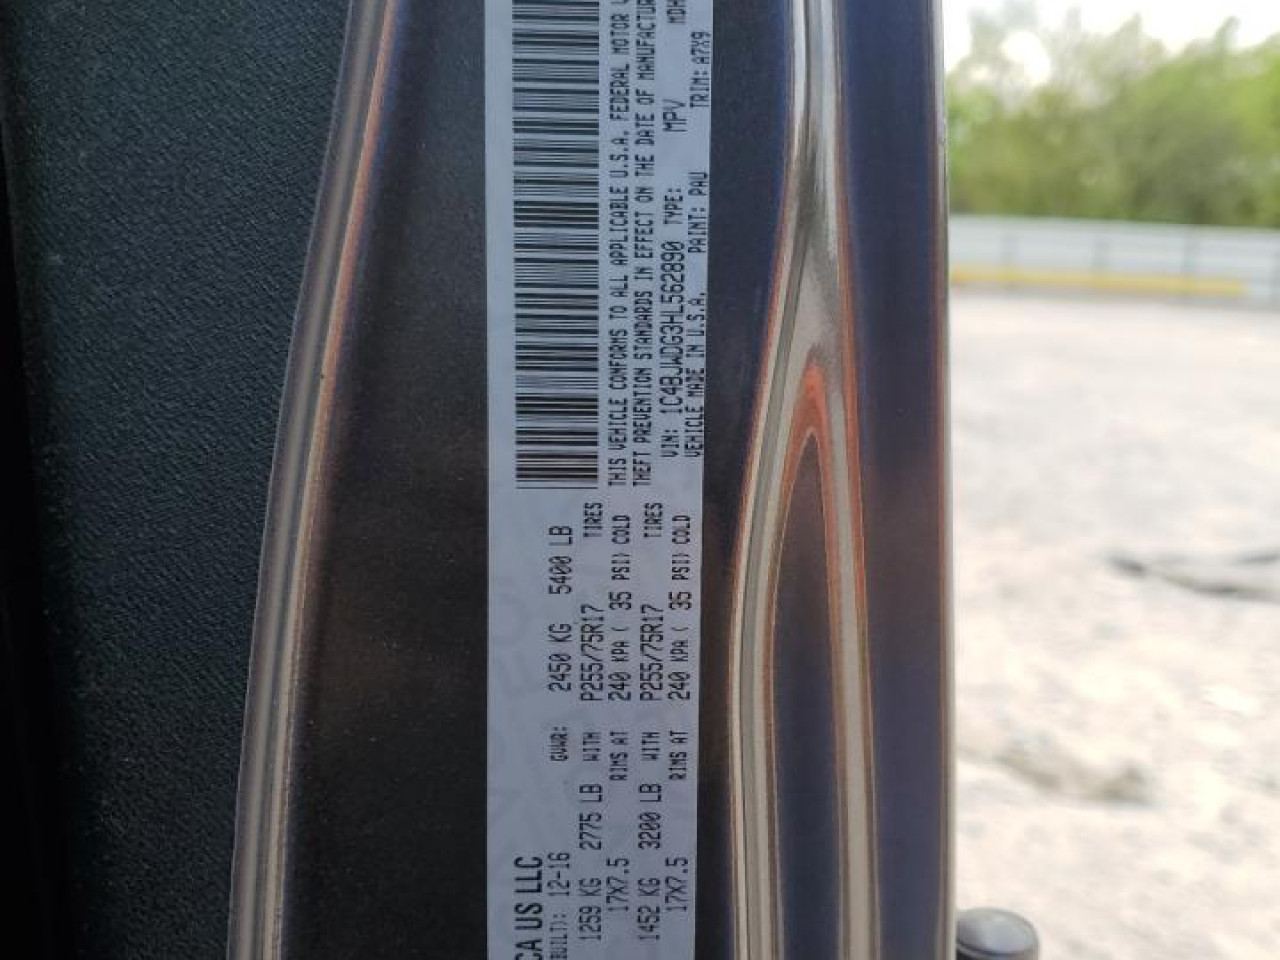 CA US LLC
BUILT): 12-16 GVWR: 2450 KG 5400 LB
1259 KG 2775 LB WITH P255/75R17 TIRES
17X7.5 RIMS AT 240 KPA ( 35 PSI) COLD
1452 KG 3200 LB WITH P255/75R17 TIRES
17X7.5 RIMS AT 240 KPA ( 35 PSI) COLD
THIS VEHICLE CONFORMS TO ALL APPLICABLE U.S.A. FEDERAL MOTOR V
THEFT PREVENTION STANDARDS IN EFFECT ON THE DATE OF MANUFACTUR
VIN: 1C4BJWDG3HL562890 TYPE: MPV MDH
VEHICLE MADE IN U.S.A. PAINT: PAU TRIM: A7X9